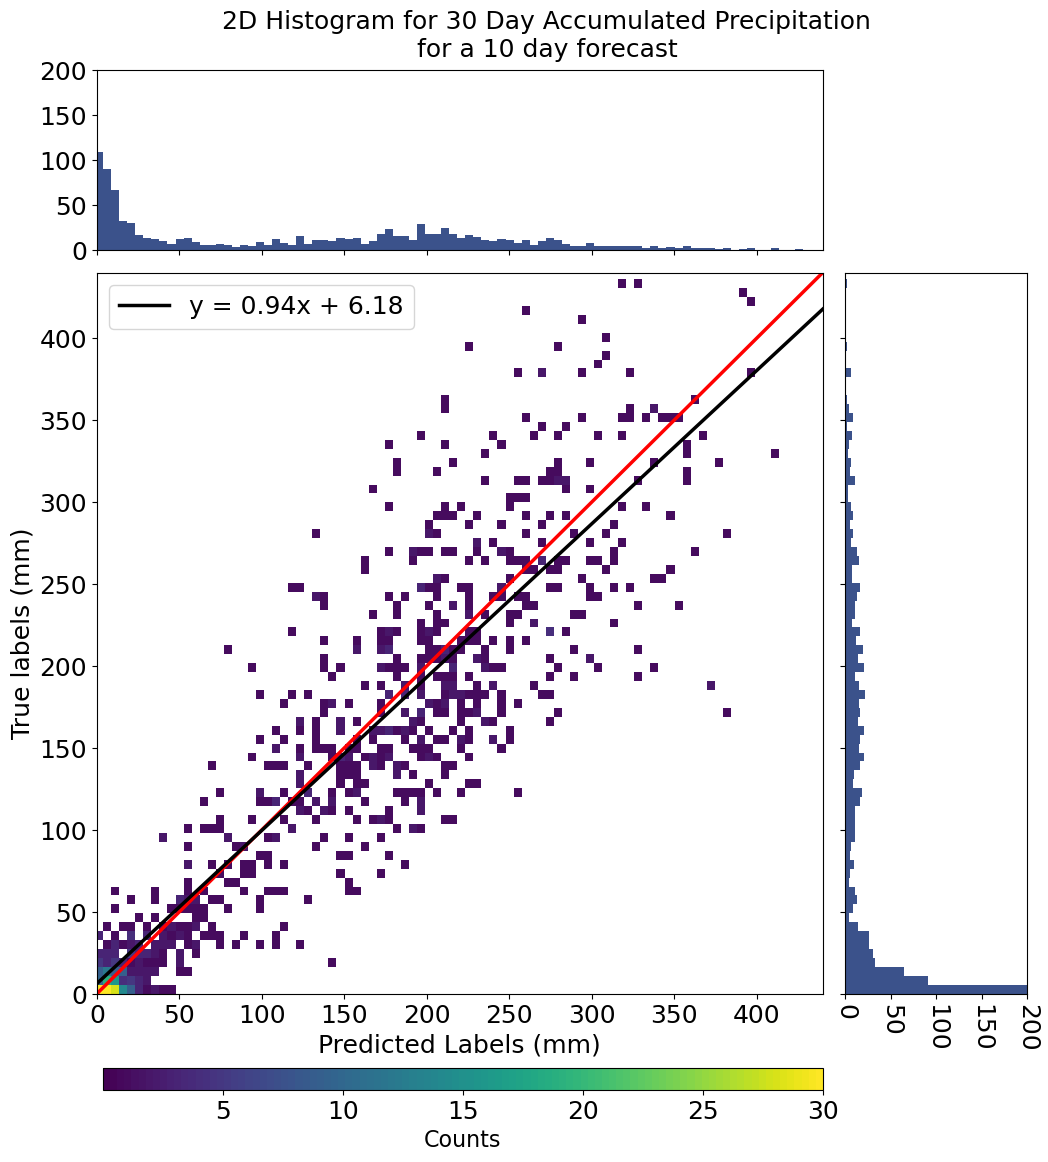 2D Histogram for 30 Day Accumulated Precipitation
for a 10 day forecast
200
150
100
50
0
y = 0.94x + 6.18
400
350
300
250
200
150
100
50
0
True labels (mm)
0 50 100 150 200 250 300 350 400
Predicted Labels (mm)
0 50 100 150 200
5 10 15 20 25 30
Counts